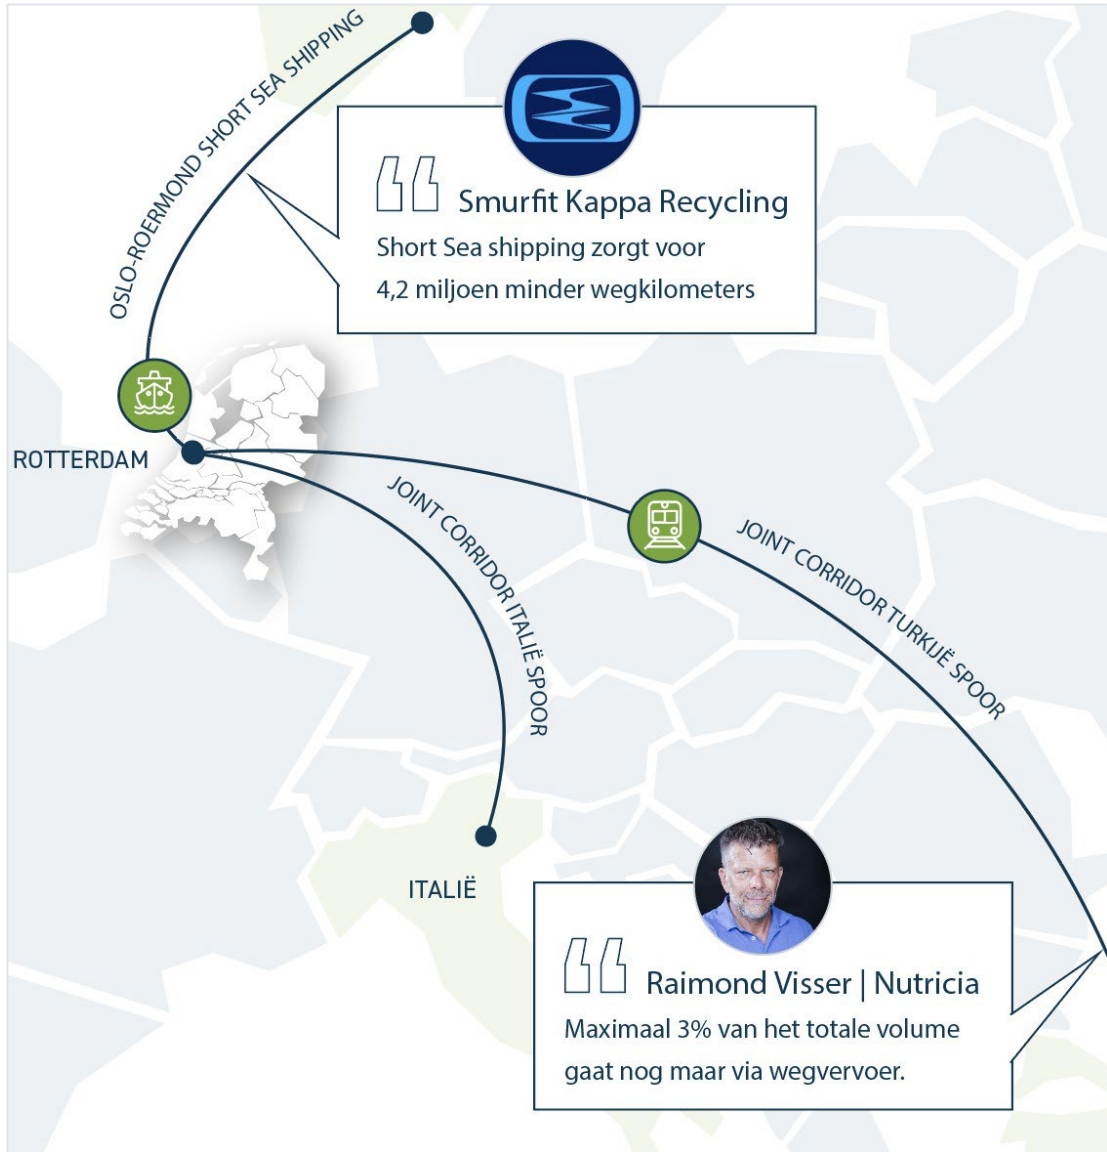 OSLO-ROERMOND SHORT SEA SHIPPING
Smurfit Kappa Recycling
Short Sea shipping zorgt voor
4,2 miljoen minder wegkilometers
ROTTERDAM
JOINT CORRIDOR ITALIË SPOOR
JOINT CORRIDOR TURKIJË SPOOR
ITALIË
Raimond Visser | Nutricia
Maximaal 3% van het totale volume
gaat nog maar via wegvervoer.